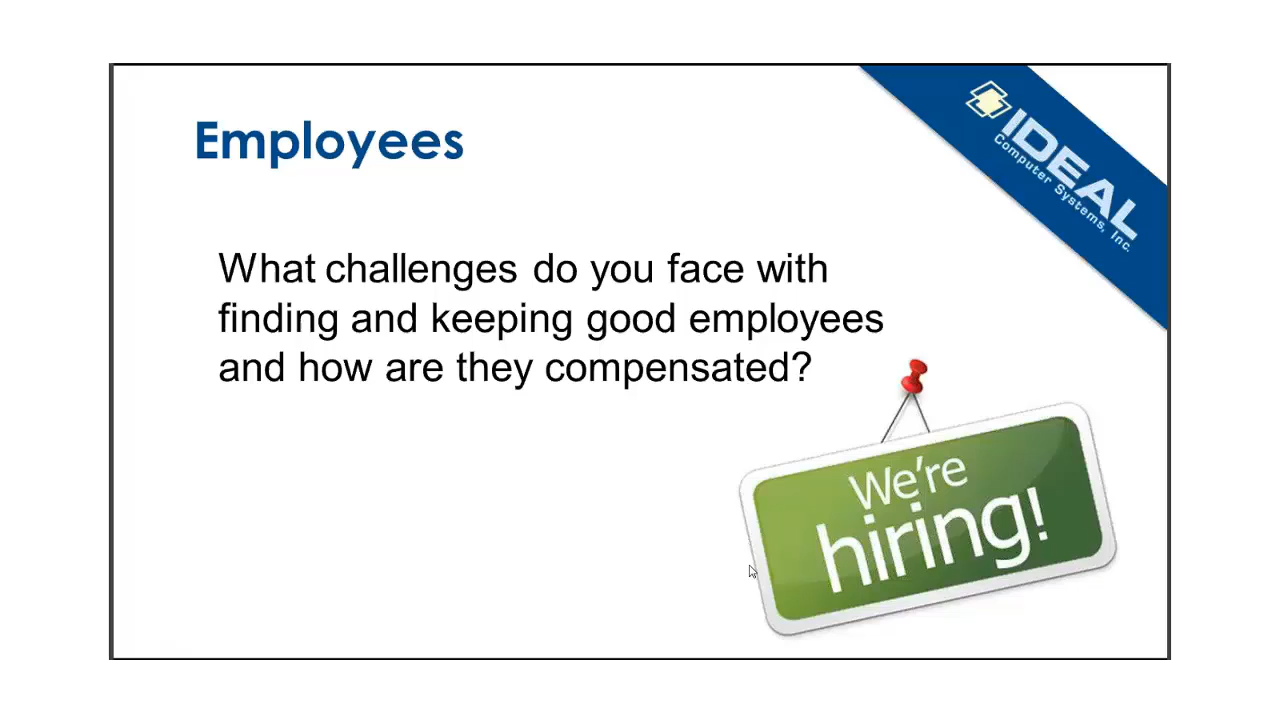 Employees
IDEAL
Computer Systems, Inc.
What challenges do you face with
finding and keeping good employees
and how are they compensated?
We're
hiring!